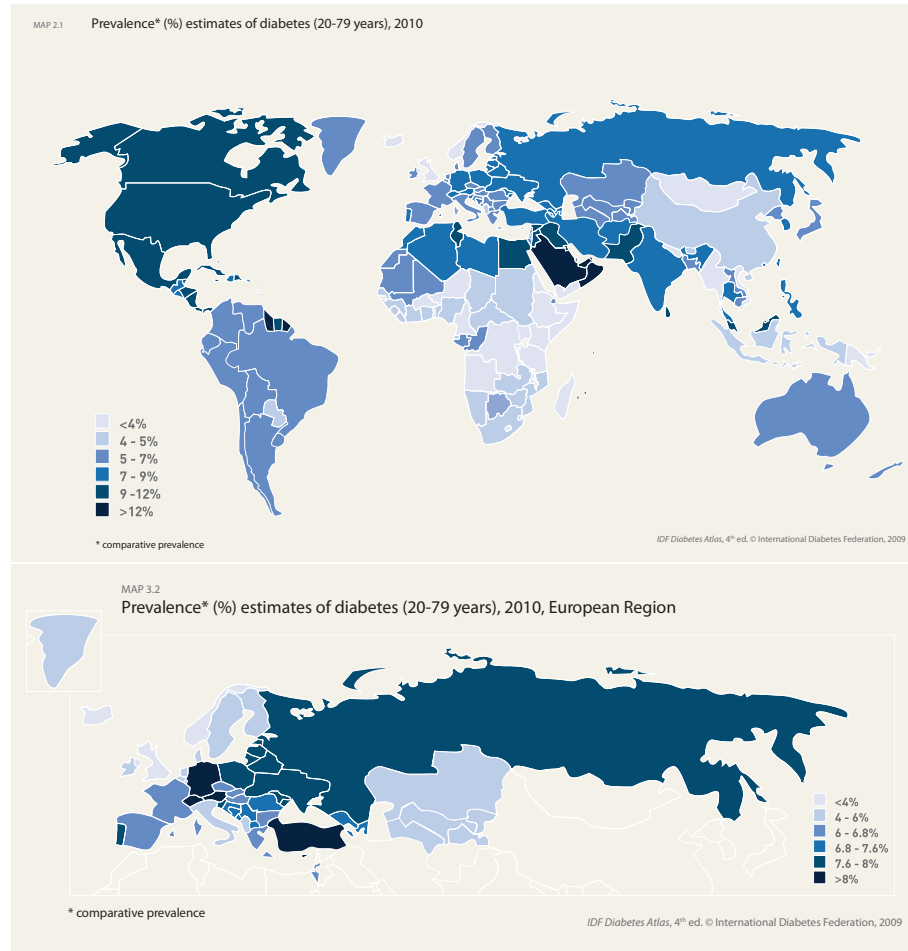 MAP 2.1 Prevalence* (%) estimates of diabetes (20-79 years), 2010
<4%
4 - 5%
5 - 7%
7 - 9%
9 -12%
>12%
* comparative prevalence
IDF Diabetes Atlas, 4th ed. © International Diabetes Federation, 2009
MAP 3.2
Prevalence* (%) estimates of diabetes (20-79 years), 2010, European Region
<4%
4 - 6%
6 - 6.8%
6.8 - 7.6%
7.6 - 8%
>8%
* comparative prevalence
IDF Diabetes Atlas, 4th ed. © International Diabetes Federation, 2009